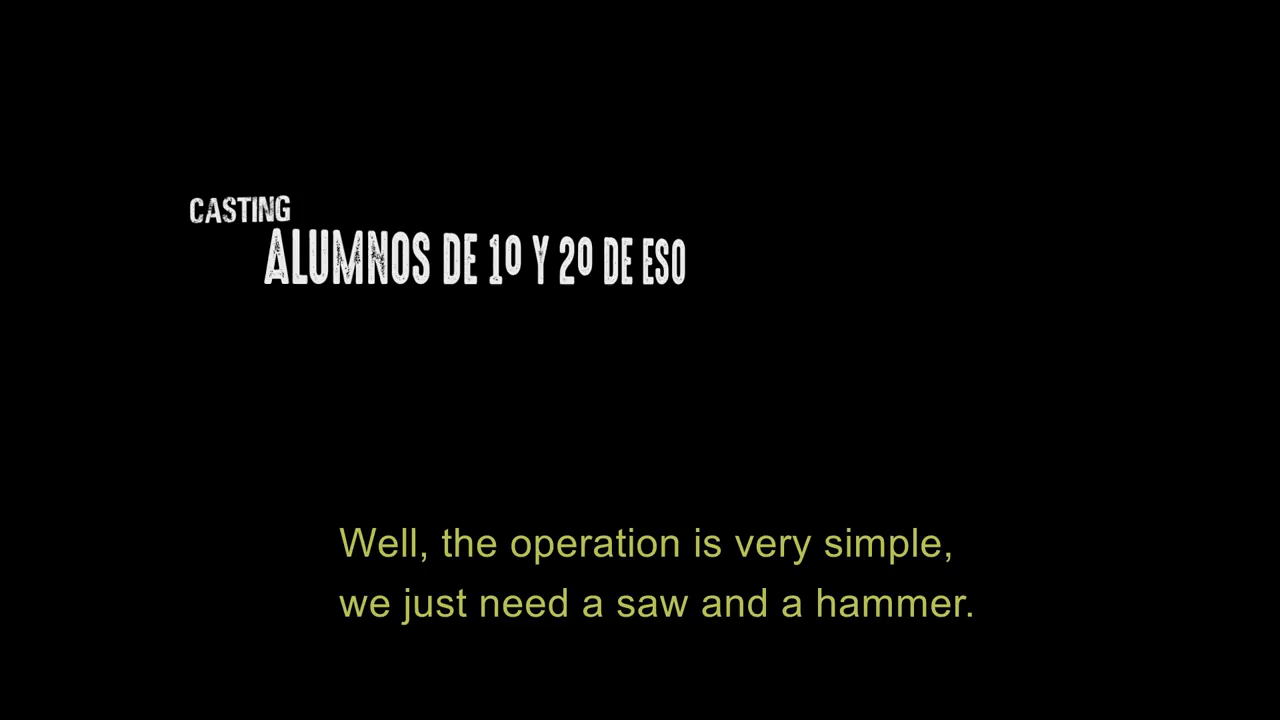 CASTING
ALUMNOS DE 1º Y 2º DE ESO
Well, the operation is very simple,
we just need a saw and a hammer.